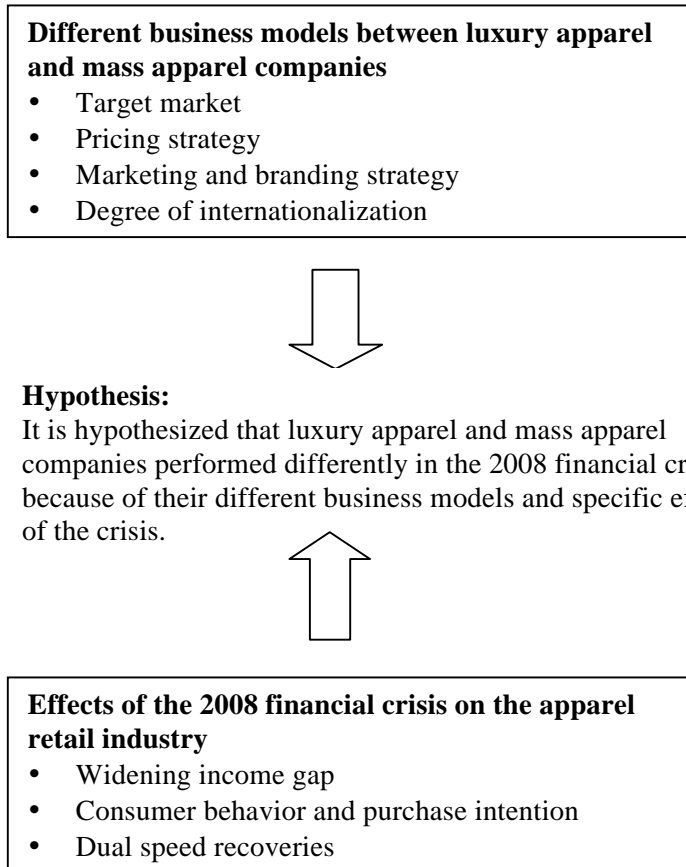 Different business models between luxury apparel
and mass apparel companies
• Target market
• Pricing strategy
• Marketing and branding strategy
• Degree of internationalization
Hypothesis:
It is hypothesized that luxury apparel and mass apparel
companies performed differently in the 2008 financial
because of their different business models and specific
of the crisis.
Effects of the 2008 financial crisis on the apparel
retail industry
• Widening income gap
• Consumer behavior and purchase intention
• Dual speed recoveries